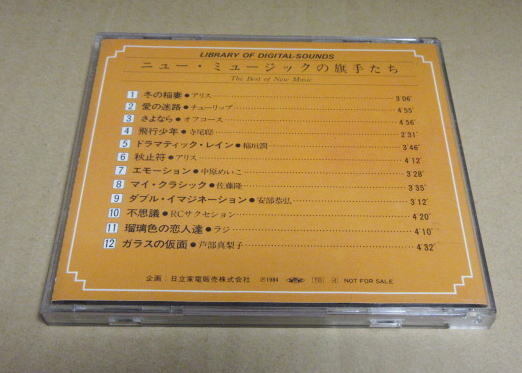 LIBRARY OF DIGITAL-SOUNDS
ニュー・ミュージックの旗手たち
The Best of New Music
1 冬の稲妻●アリス 3'06"
2 愛の迷路●チューリップ 4'55"
3 さよなら●オフコース 4'56"
4 飛行少年●寺尾聰 2'31"
5 ドラマティック・レイン●稲垣潤一 3'46"
6 秋止符●アリス 4'12"
7 エモーション●中原めいこ 3'28"
8 マイ・クラシック●佐藤隆 3'35"
9 ダブル・イマジネーション●安部恭弘 3'12"
10 不思議●RCサクセション 4'20"
11 瑠璃色の恋人達●ラジ 4'10"
12 ガラスの仮面●芦部真梨子 4'32"
企画:日立家電販売株式会社 ℗1984 NOT FOR SALE